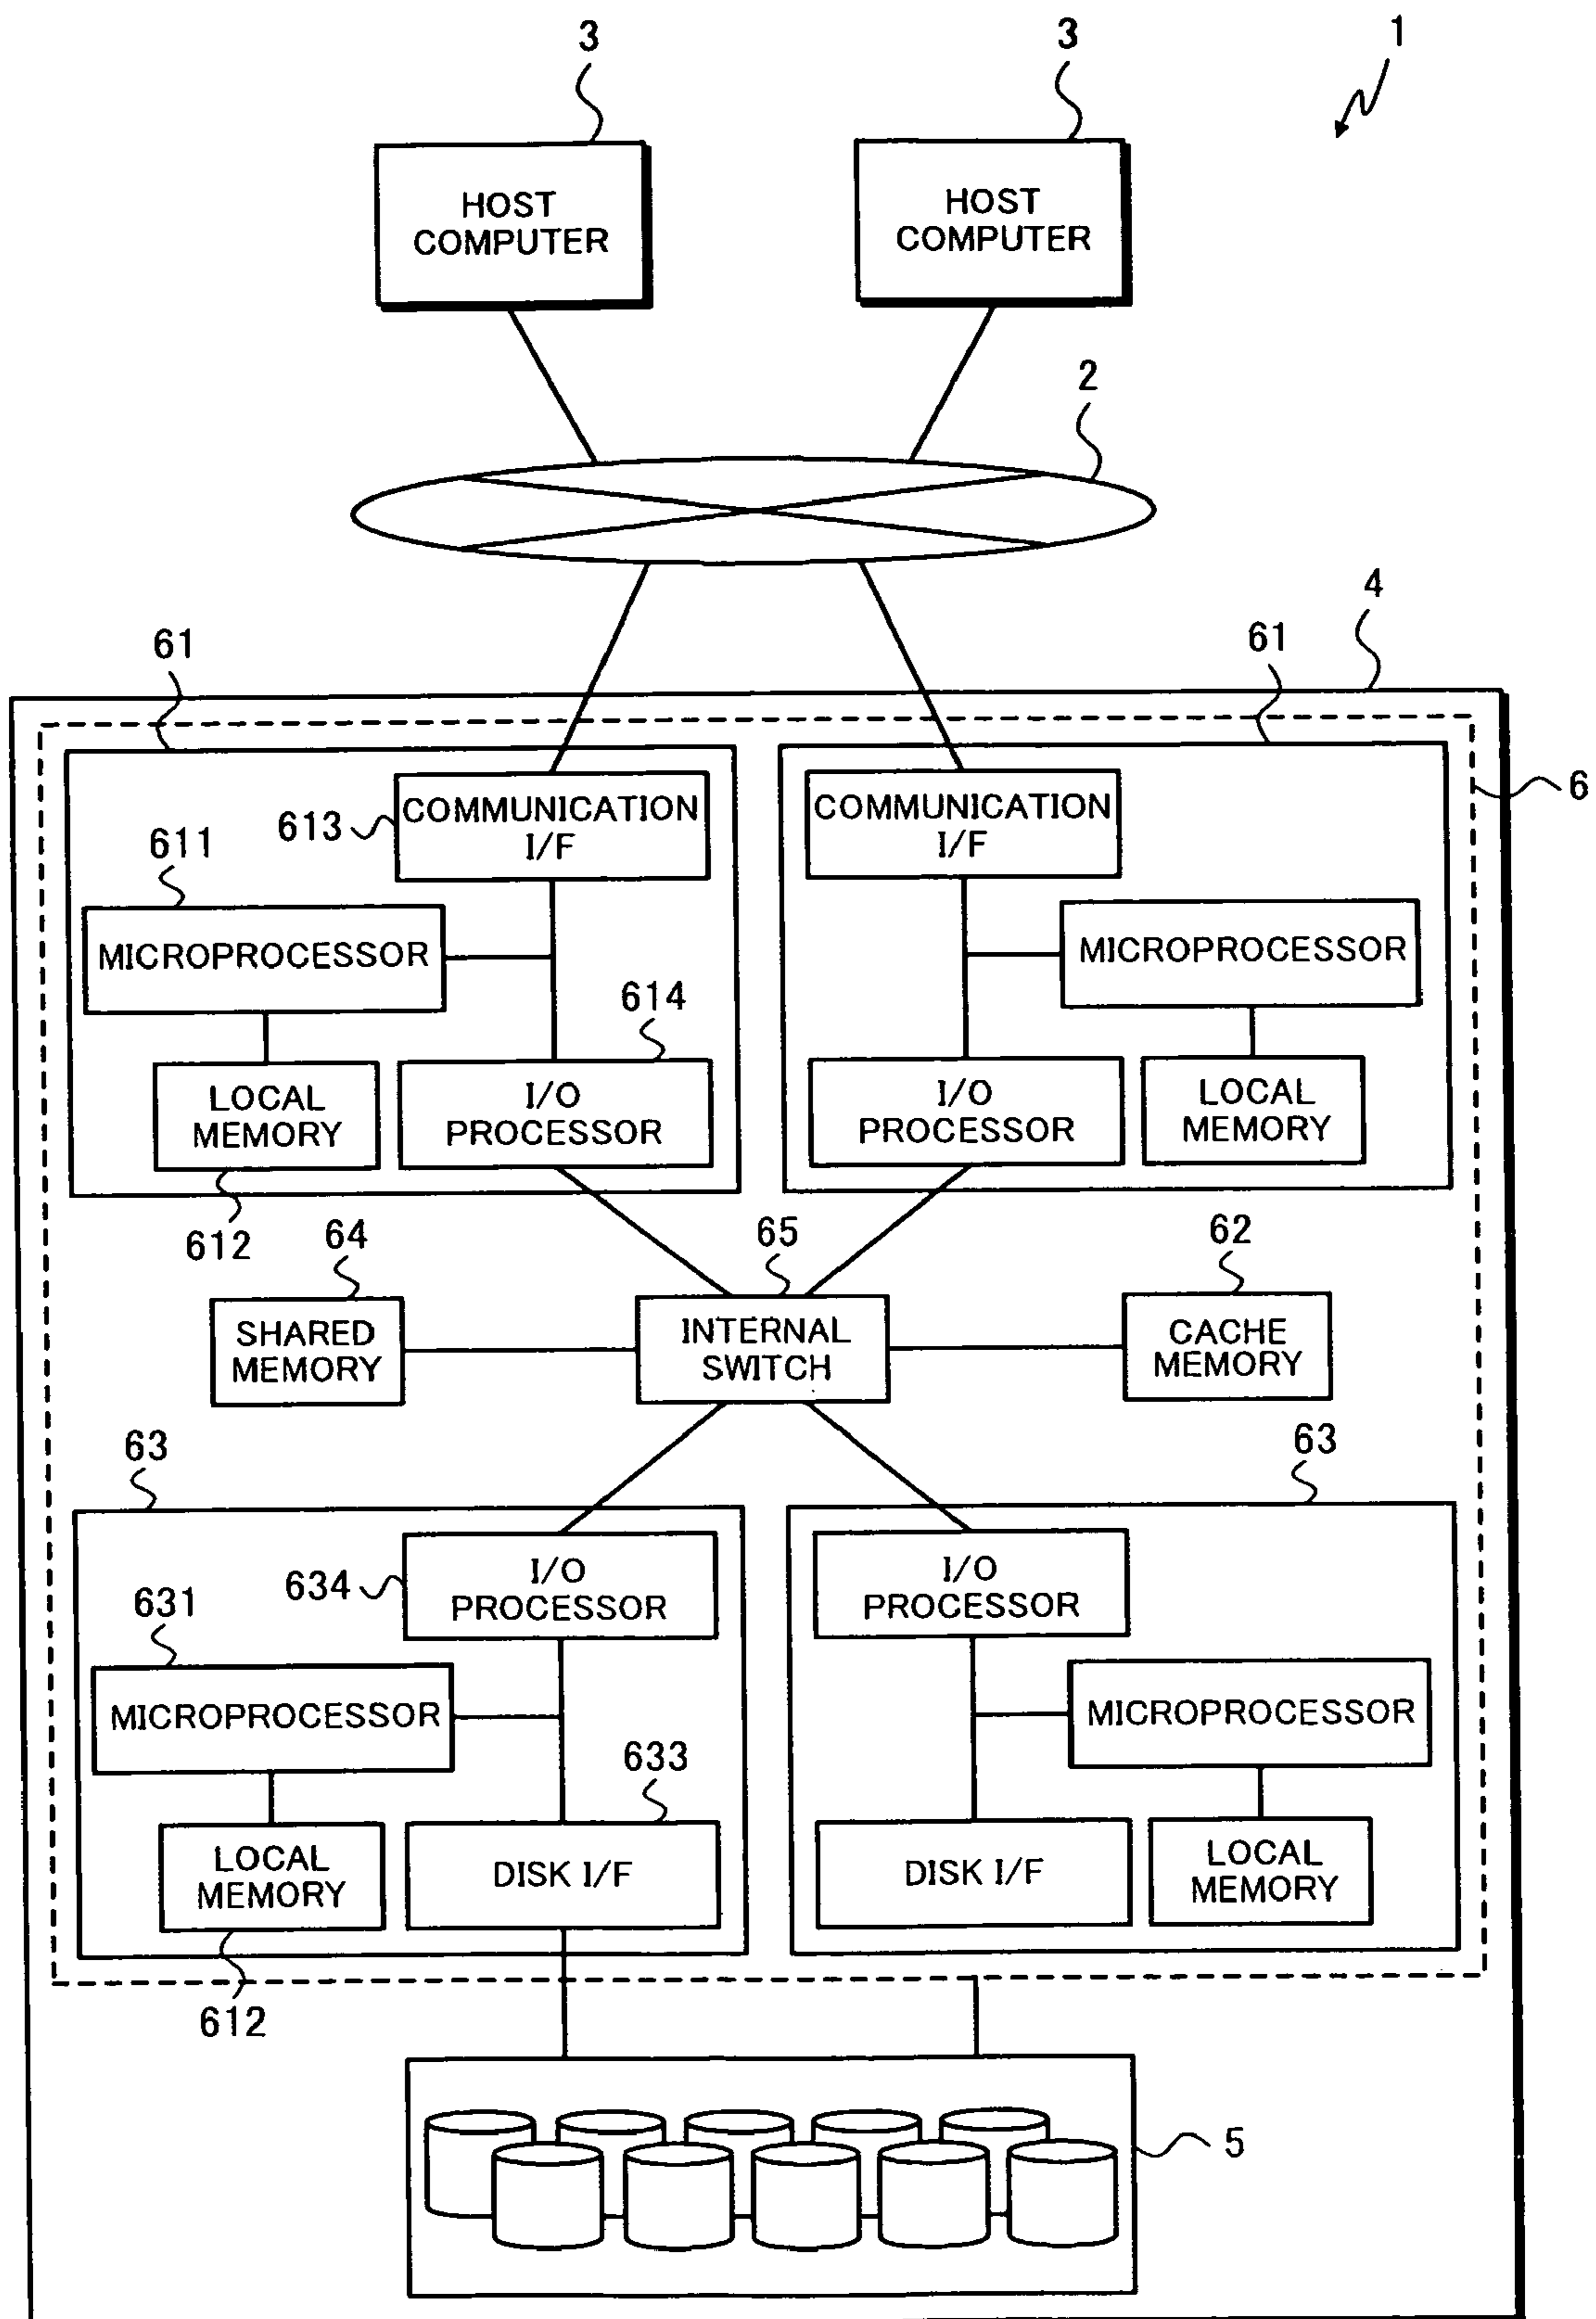 3
3
1
HOST
COMPUTER
HOST
COMPUTER
2
4
61
61
6
COMMUNICATION
I/F
613
COMMUNICATION
I/F
611
MICROPROCESSOR
MICROPROCESSOR
614
LOCAL
MEMORY
I/O
PROCESSOR
I/O
PROCESSOR
LOCAL
MEMORY
612
64
65
62
SHARED
MEMORY
INTERNAL
SWITCH
CACHE
MEMORY
63
63
634
I/O
PROCESSOR
I/O
PROCESSOR
631
MICROPROCESSOR
MICROPROCESSOR
633
LOCAL
MEMORY
DISK I/F
DISK I/F
LOCAL
MEMORY
612
5